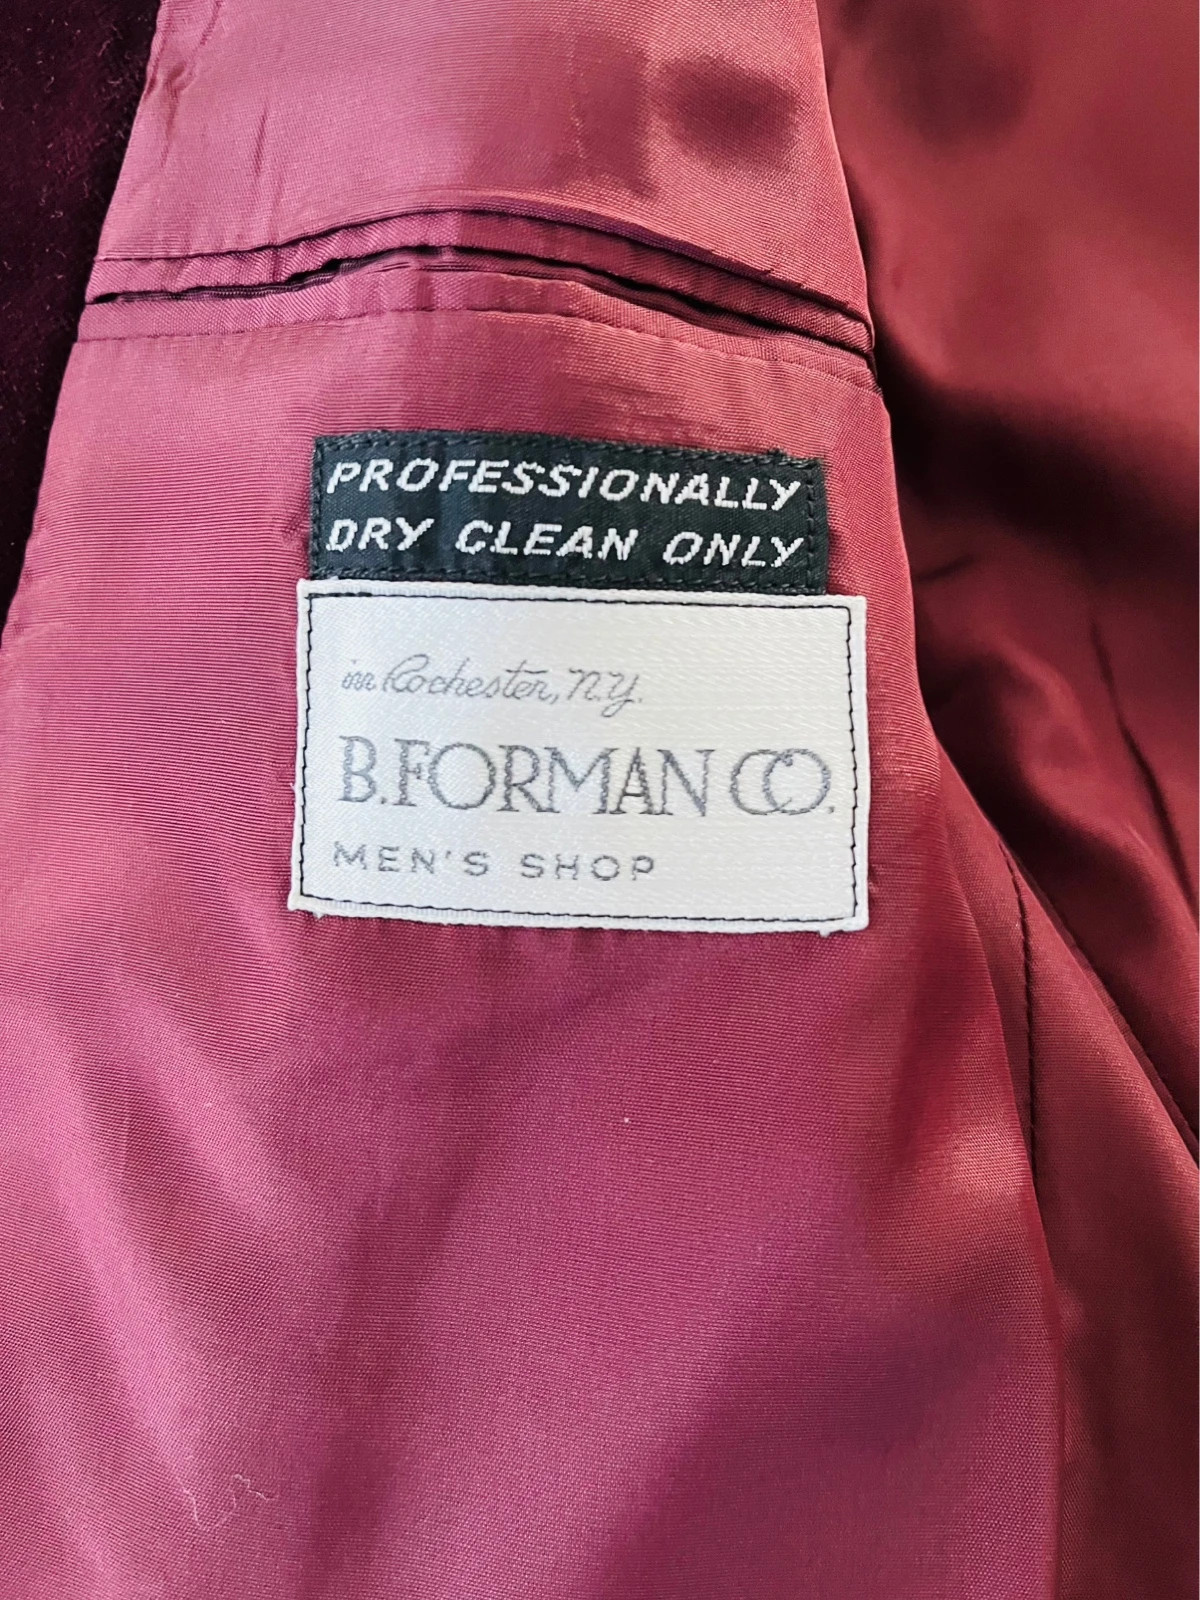 PROFESSIONALLY
DRY CLEAN ONLY
in Rochester, N.Y.
B. FORMAN CO.
MEN'S SHOP